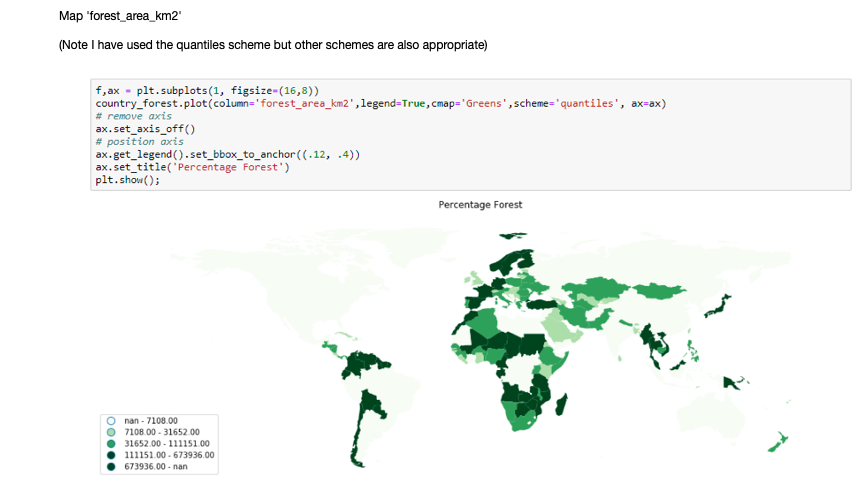 Map 'forest_area_km2'
(Note I have used the quantiles scheme but other schemes are also appropriate)
f,ax = plt.subplots(1, figsize=(16,8))
country_forest.plot(column='forest_area_km2',legend=True,cmap='Greens',scheme='quantiles', ax=ax)
# remove axis
ax.set_axis_off()
# position axis
ax.get_legend().set_bbox_to_anchor((.12, .4))
ax.set_title('Percentage Forest')
plt.show();
Percentage Forest
nan - 7108.00
7108.00 - 31652.00
31652.00 - 111151.00
111151.00 - 673936.00
673936.00 - nan